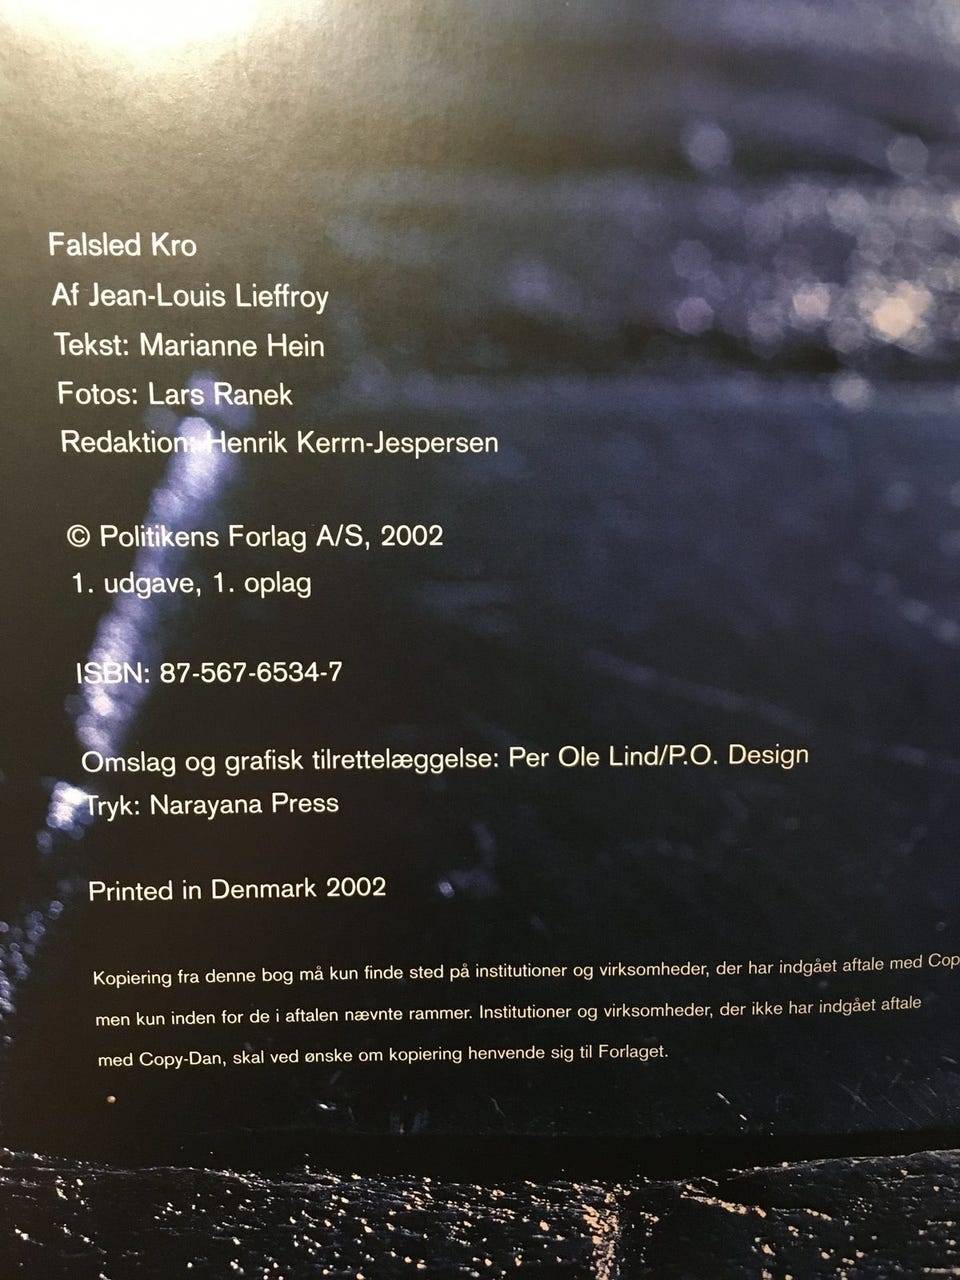 Falsled Kro
Af Jean-Louis Lieffroy
Tekst: Marianne Hein
Fotos: Lars Ranek
Redaktion: Henrik Kerrn-Jespersen
© Politikens Forlag A/S, 2002
1. udgave, 1. oplag
ISBN: 87-567-6534-7
Omslag og grafisk tilrettelæggelse: Per Ole Lind/P.O. Design
Tryk: Narayana Press
Printed in Denmark 2002
Kopiering fra denne bog må kun finde sted på institutioner og virksomheder, der har indgået aftale med Cop
men kun inden for de i aftalen nævnte rammer. Institutioner og virksomheder, der ikke har indgået aftale
med Copy-Dan, skal ved ønske om kopiering henvende sig til Forlaget.